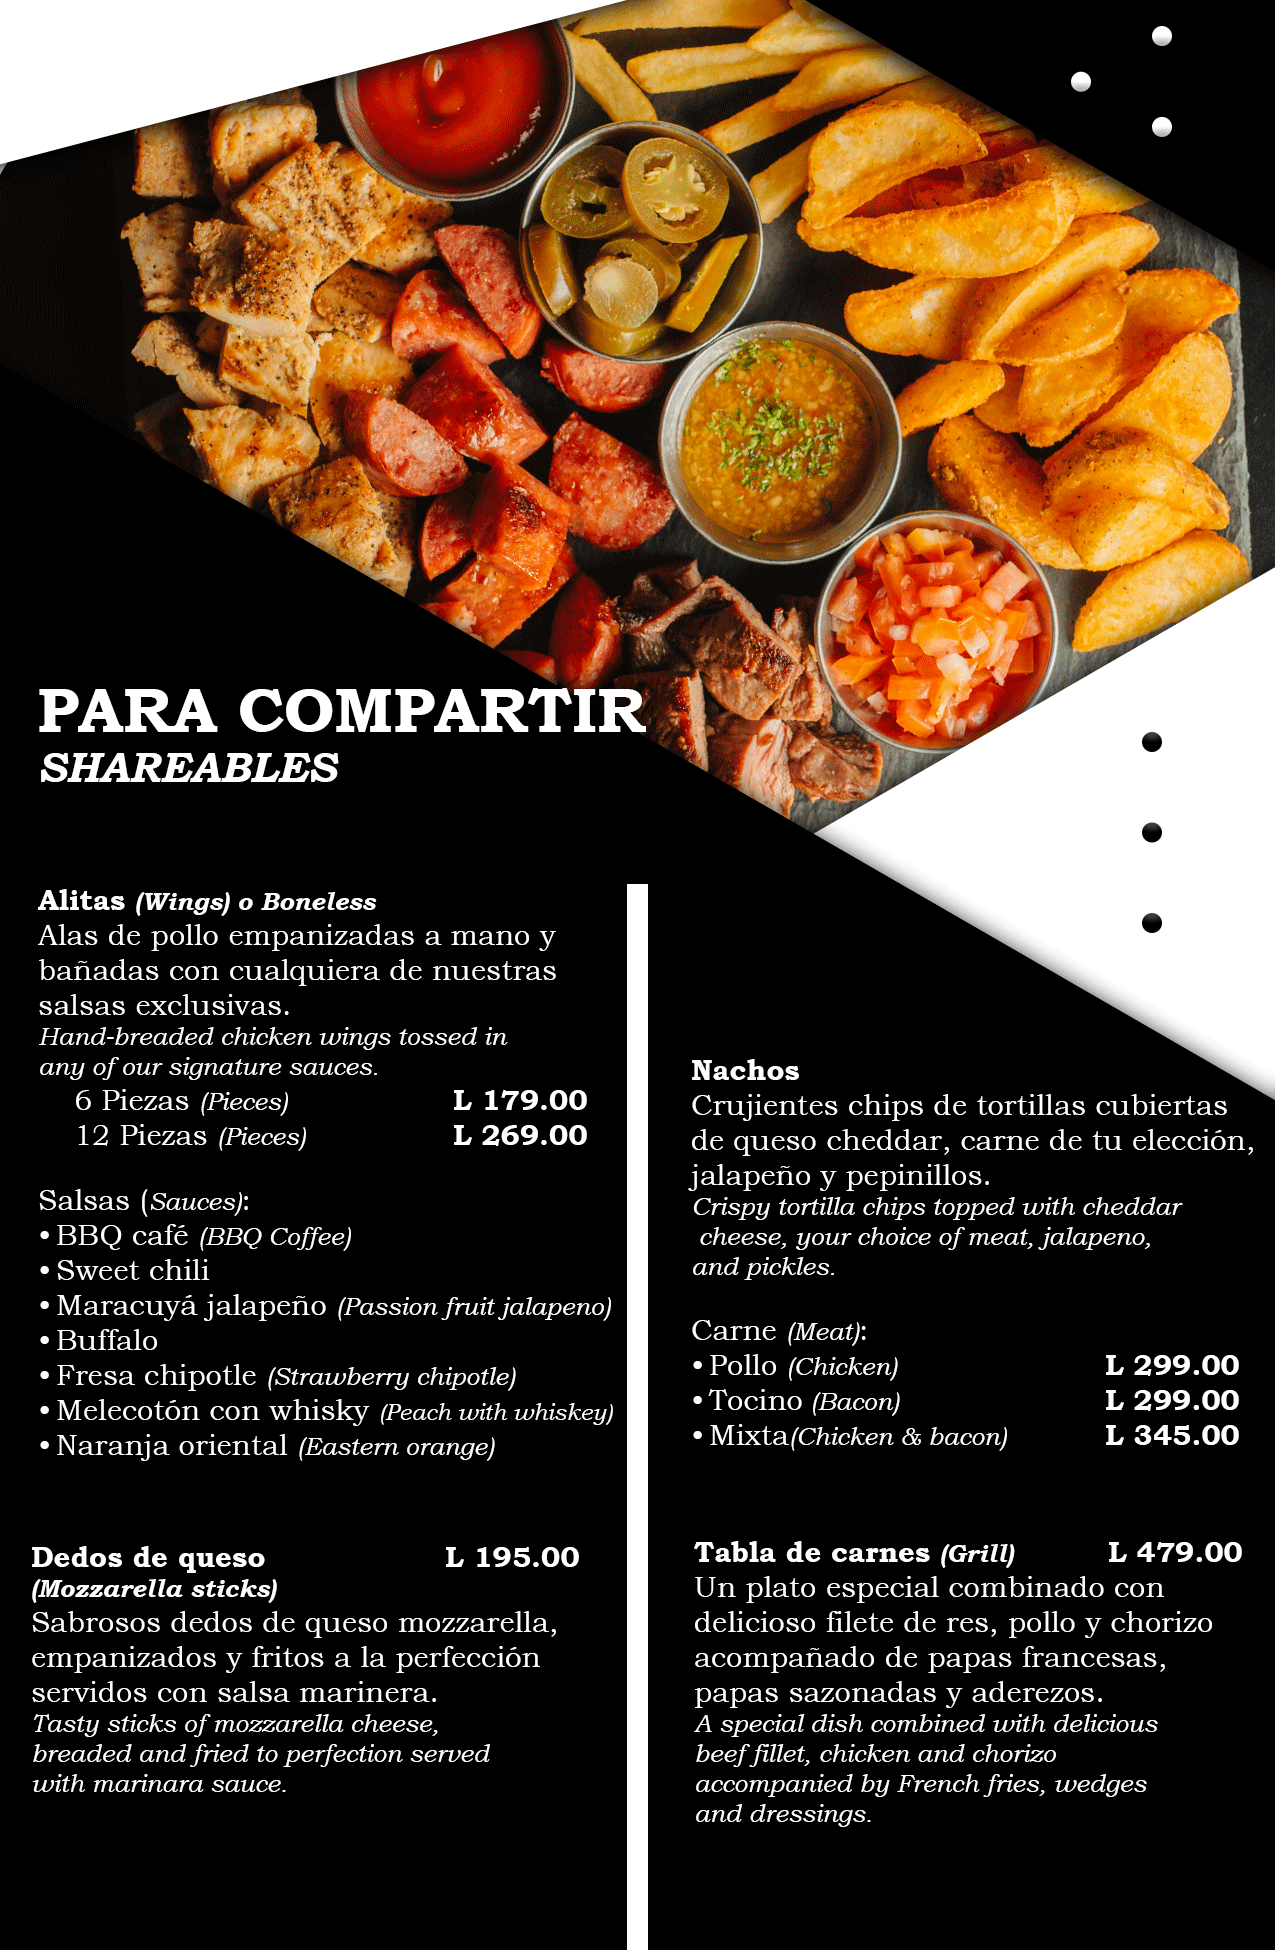 PARA COMPARTIR
SHAREABLES
Alitas (Wings) o Boneless
Alas de pollo empanizadas a mano y
bañadas con cualquiera de nuestras
salsas exclusivas.
Hand-breaded chicken wings tossed in
any of our signature sauces.
6 Piezas (Pieces) L 179.00
12 Piezas (Pieces) L 269.00
Salsas (Sauces):
• BBQ café (BBQ Coffee)
• Sweet chili
• Maracuyá jalapeño (Passion fruit jalapeno)
• Buffalo
• Fresa chipotle (Strawberry chipotle)
• Melecotón con whisky (Peach with whiskey)
• Naranja oriental (Eastern orange)
Dedos de queso L 195.00
(Mozzarella sticks)
Sabrosos dedos de queso mozzarella,
empanizados y fritos a la perfección
servidos con salsa marinera.
Tasty sticks of mozzarella cheese,
breaded and fried to perfection served
with marinara sauce.
Nachos
Crujientes chips de tortillas cubiertas
de queso cheddar, carne de tu elección,
jalapeño y pepinillos.
Crispy tortilla chips topped with cheddar
cheese, your choice of meat, jalapeno,
and pickles.
Carne (Meat):
• Pollo (Chicken) L 299.00
• Tocino (Bacon) L 299.00
• Mixta(Chicken & bacon) L 345.00
Tabla de carnes (Grill) L 479.00
Un plato especial combinado con
delicioso filete de res, pollo y chorizo
acompañado de papas francesas,
papas sazonadas y aderezos.
A special dish combined with delicious
beef fillet, chicken and chorizo
accompanied by French fries, wedges
and dressings.